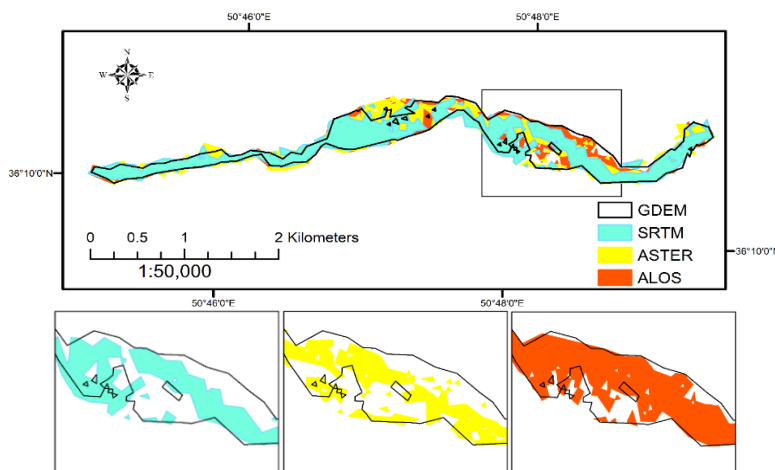 50°46'0"E 50°48'0"E
N
W E
S
36°10'0"N
GDEM
SRTM
ASTER
ALOS
0 0.5 1 2 Kilometers
1:50,000
36°10'0"N
50°46'0"E 50°48'0"E